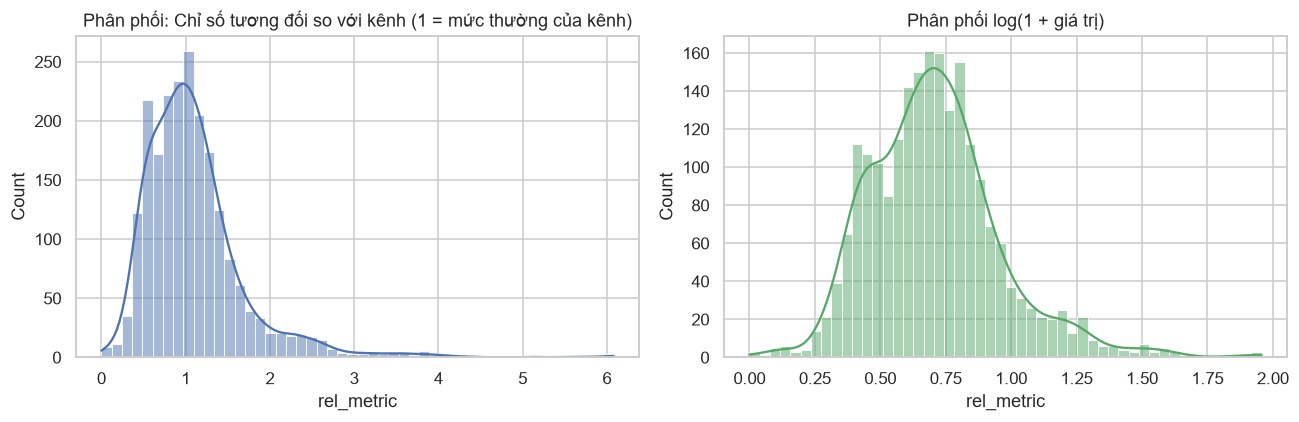 Phân phối: Chỉ số tương đối so với kênh (1 = mức thường của kênh)
250
200
150
100
50
0
Count
0 1 2 3 4 5 6
rel_metric
Phân phối log(1 + giá trị)
160
140
120
100
80
60
40
20
0
Count
0.00 0.25 0.50 0.75 1.00 1.25 1.50 1.75 2.00
rel_metric